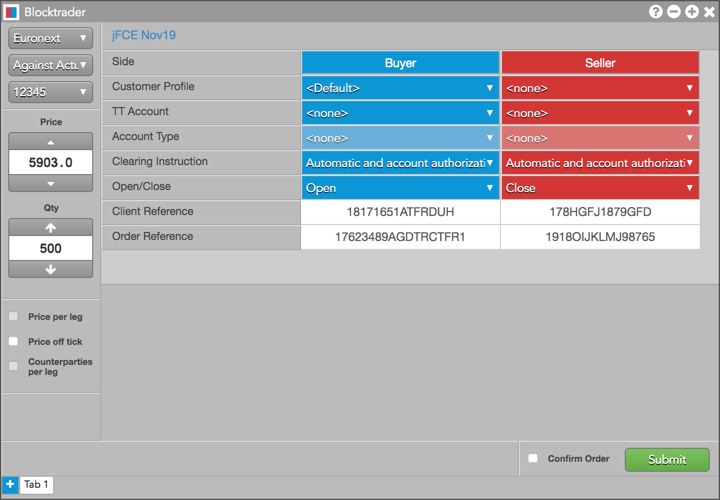 Blocktrader
Euronext
jFCE Nov19
Against Actu
12345
Side Buyer Seller
Customer Profile <Default> <none>
TT Account <none> <none>
Account Type <none> <none>
Clearing Instruction Automatic and account authorizati Automatic and account authorizati
Open/Close Open Close
Client Reference 18171651ATFRDUH 178HGFJ1879GFD
Order Reference 17623489AGDTRCTFR1 1918OIJKLMJ98765
Price
5903.0
Qty
500
Price per leg
Price off tick
Counterparties
per leg
Confirm Order Submit
+ Tab 1